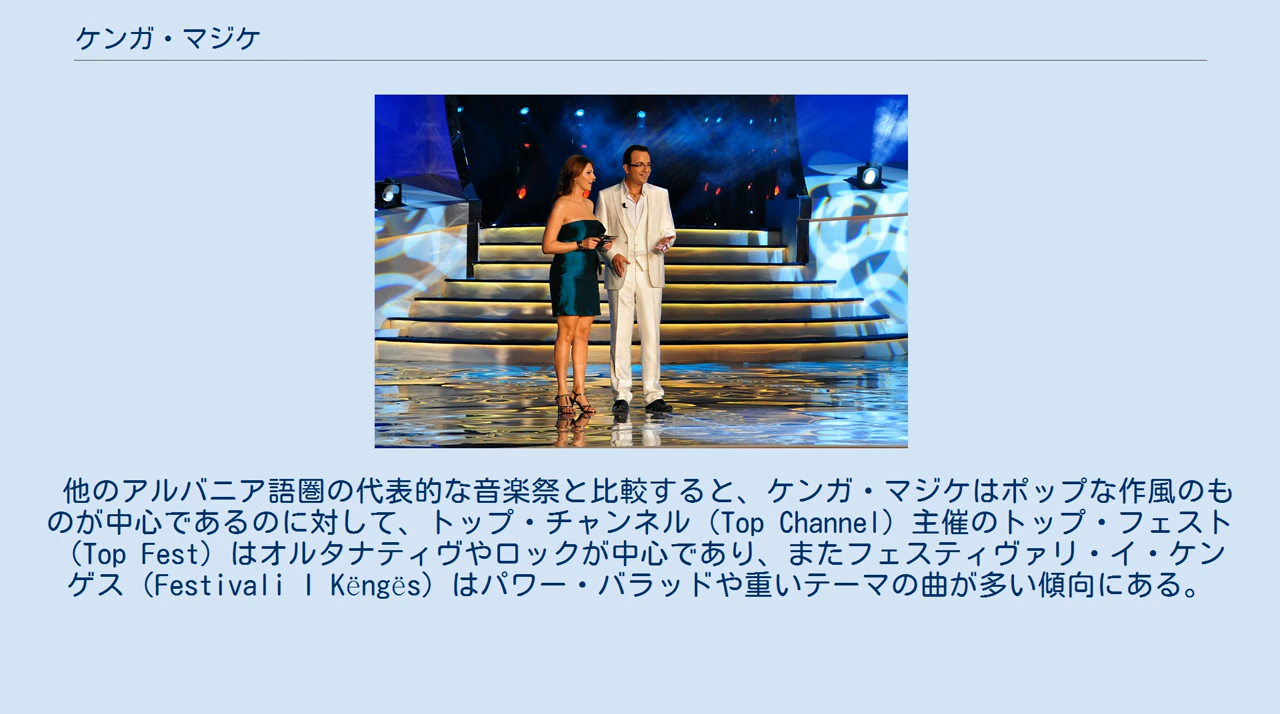 ケンガ・マジケ
他のアルバニア語圏の代表的な音楽祭と比較すると、ケンガ・マジケはポップな作風のも
のが中心であるのに対して、トップ・チャンネル（Top Channel）主催のトップ・フェスト
（Top Fest）はオルタナティヴやロックが中心であり、またフェスティヴァリ・イ・ケン
ゲス（Festivali l Këngës）はパワー・バラッドや重いテーマの曲が多い傾向にある。